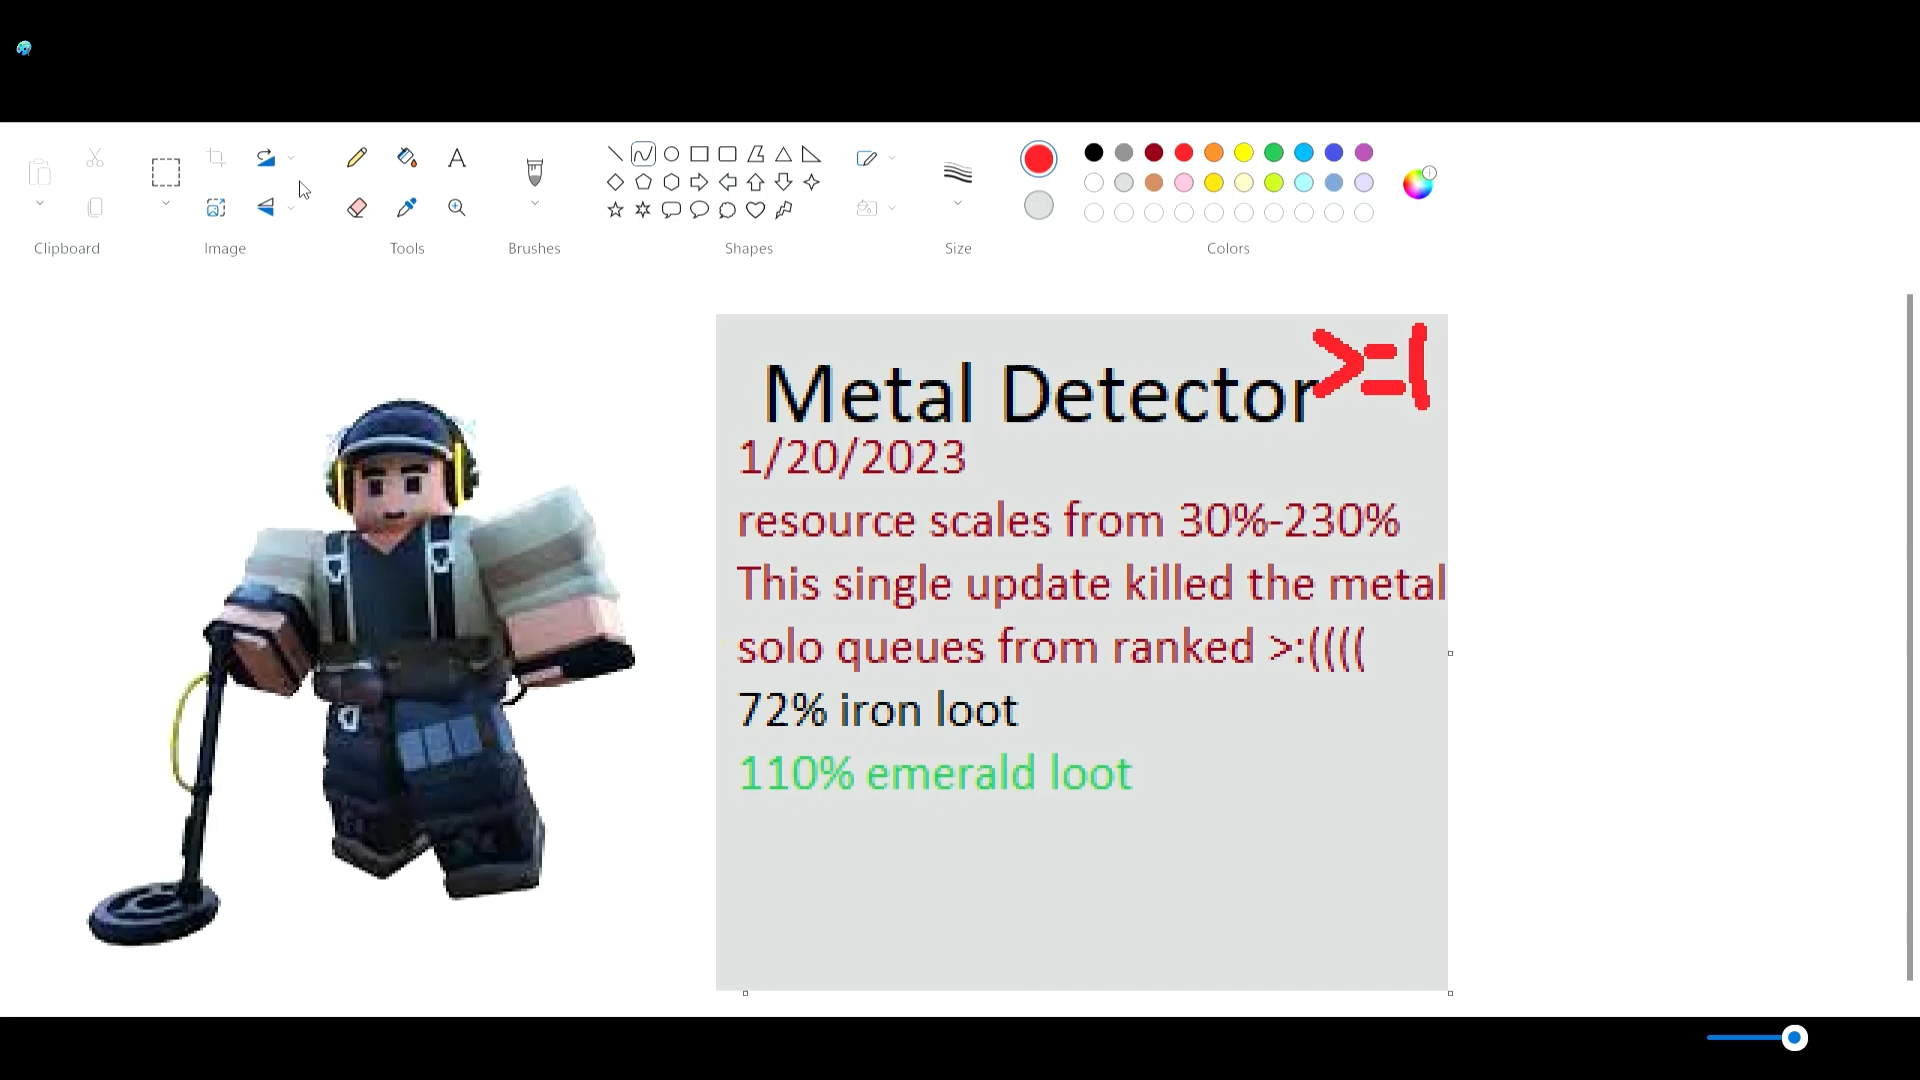 Clipboard
Image
Tools
Brushes
Shapes
Size
Colors
Metal Detector >=(
1/20/2023
resource scales from 30%-230%
This single update killed the metal
solo queues from ranked >:((((
72% iron loot
110% emerald loot